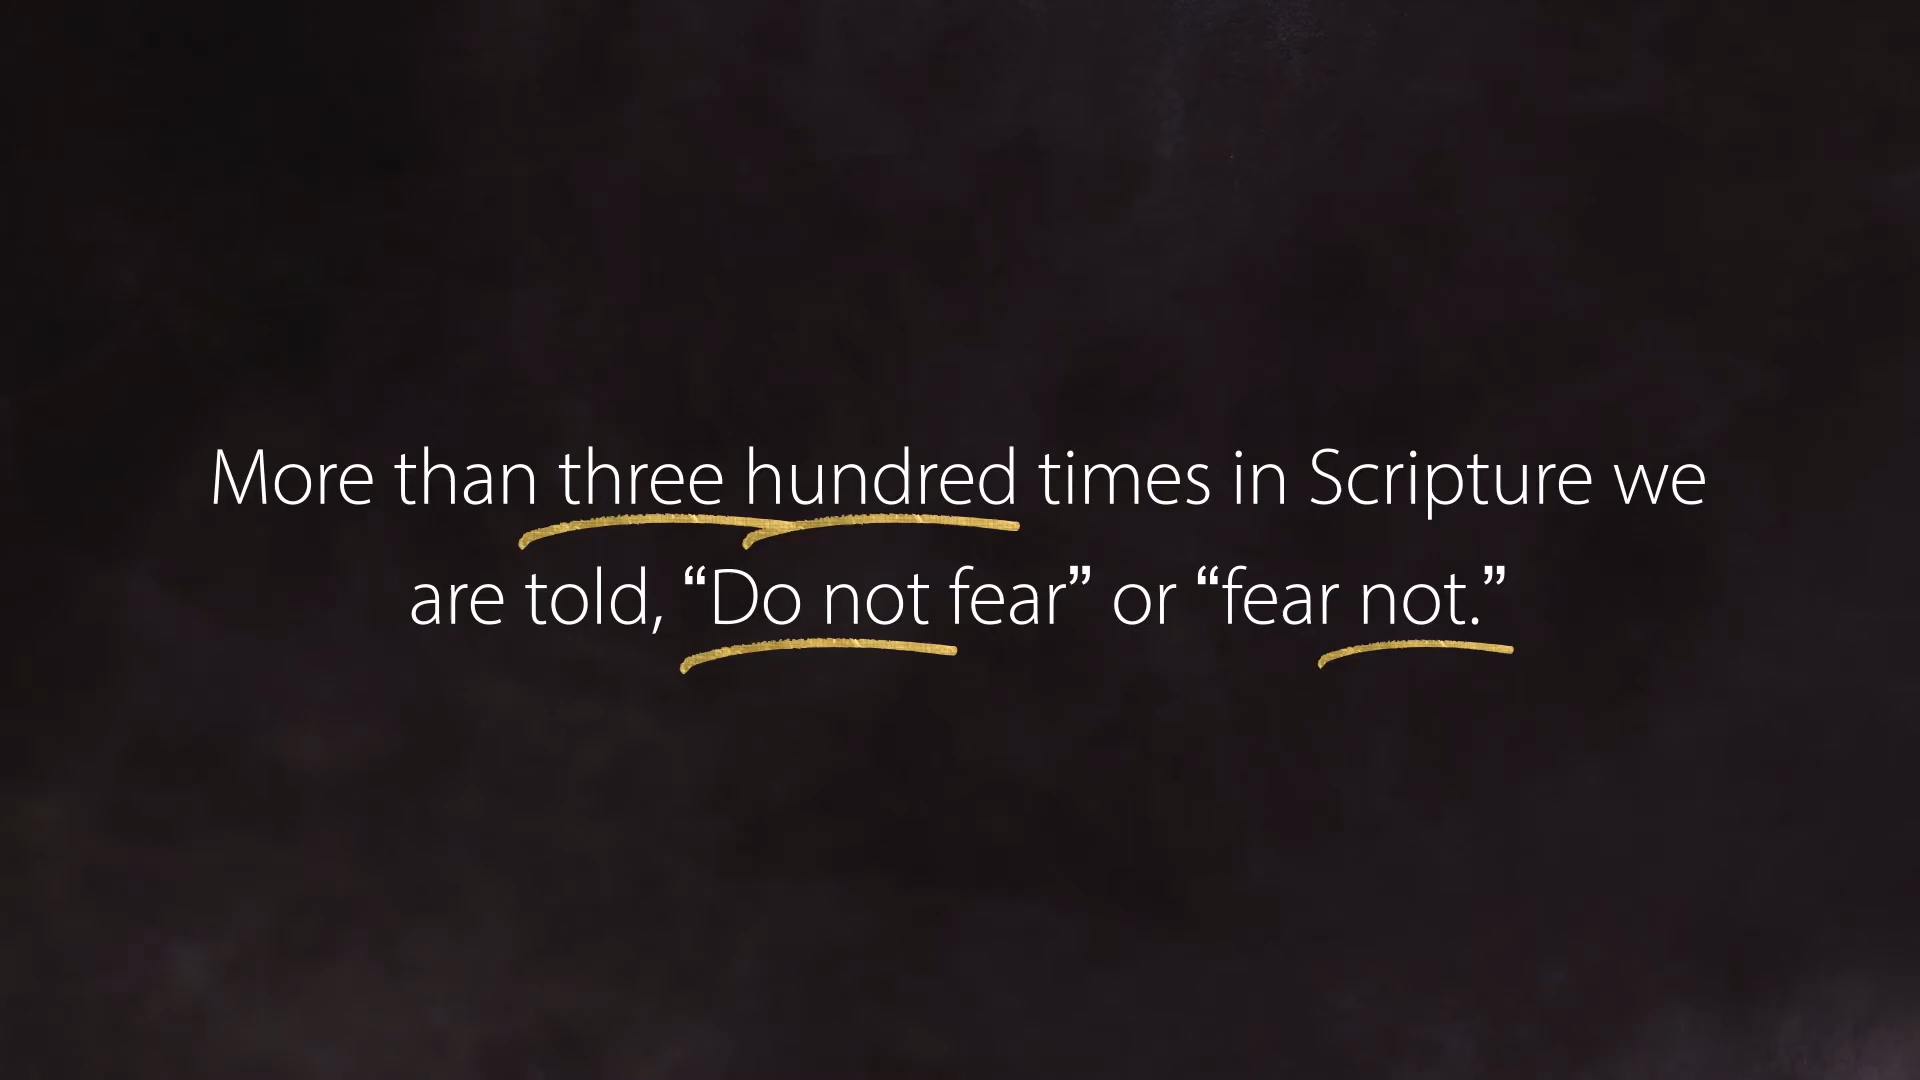 More than three hundred times in Scripture we
are told, “Do not fear” or “fear not.”